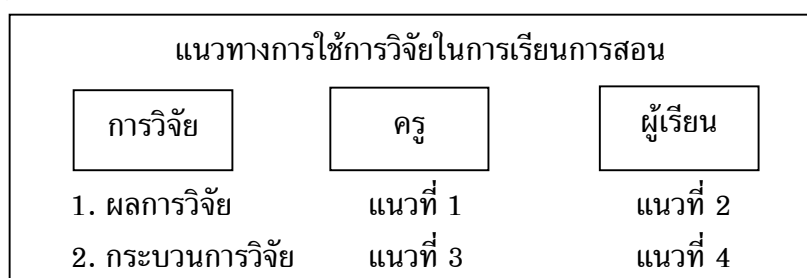 แนวทางการใช้การวิจัยในการเรียนการสอน
การวิจัย ครู ผู้เรียน
1. ผลการวิจัย แนวที่ 1 แนวที่ 2
2. กระบวนการวิจัย แนวที่ 3 แนวที่ 4